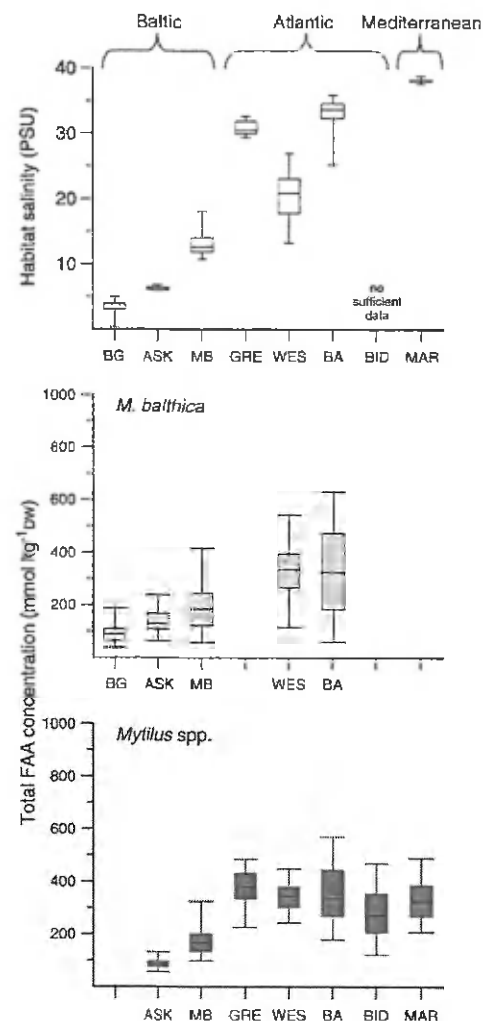 Baltic Atlantic Mediterranean
Habitat salinity (PSU)
40
30
20
10
no
sufficient
data
BG ASK MB GRE WES BA BID MAR
Total FAA concentration (mmol kg⁻¹ DW)
M. balthica
1000
800
600
400
200
BG ASK MB WES BA
Mytilus spp.
1000
800
600
400
200
ASK MB GRE WES BA BID MAR